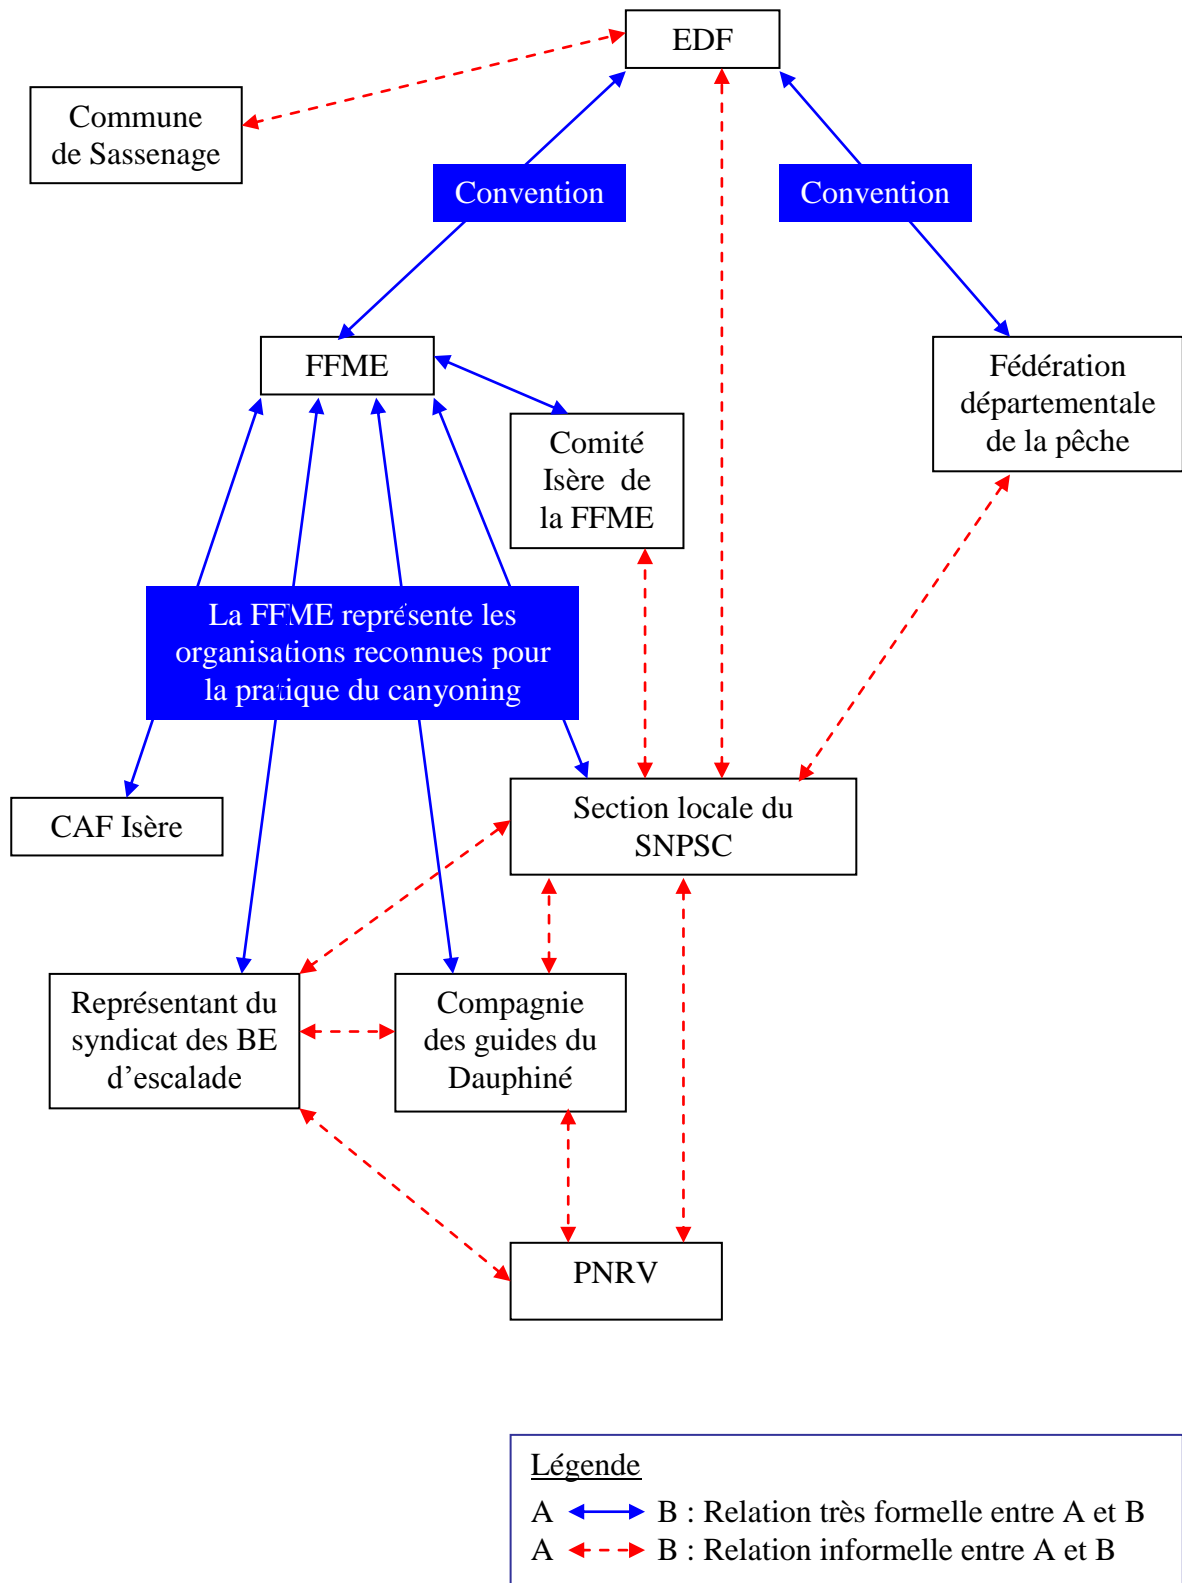 EDF
Commune
de Sassenage
Convention
Convention
FFME
Fédération
départementale
de la pêche
Comité
Isère de
la FFME
La FFME représente les
organisations reconnues pour
la pratique du canyoning
CAF Isère
Section locale du
SNPSC
Représentant du
syndicat des BE
d’escalade
Compagnie
des guides du
Dauphiné
PNRV
Légende
A B : Relation très formelle entre A et B
A B : Relation informelle entre A et B